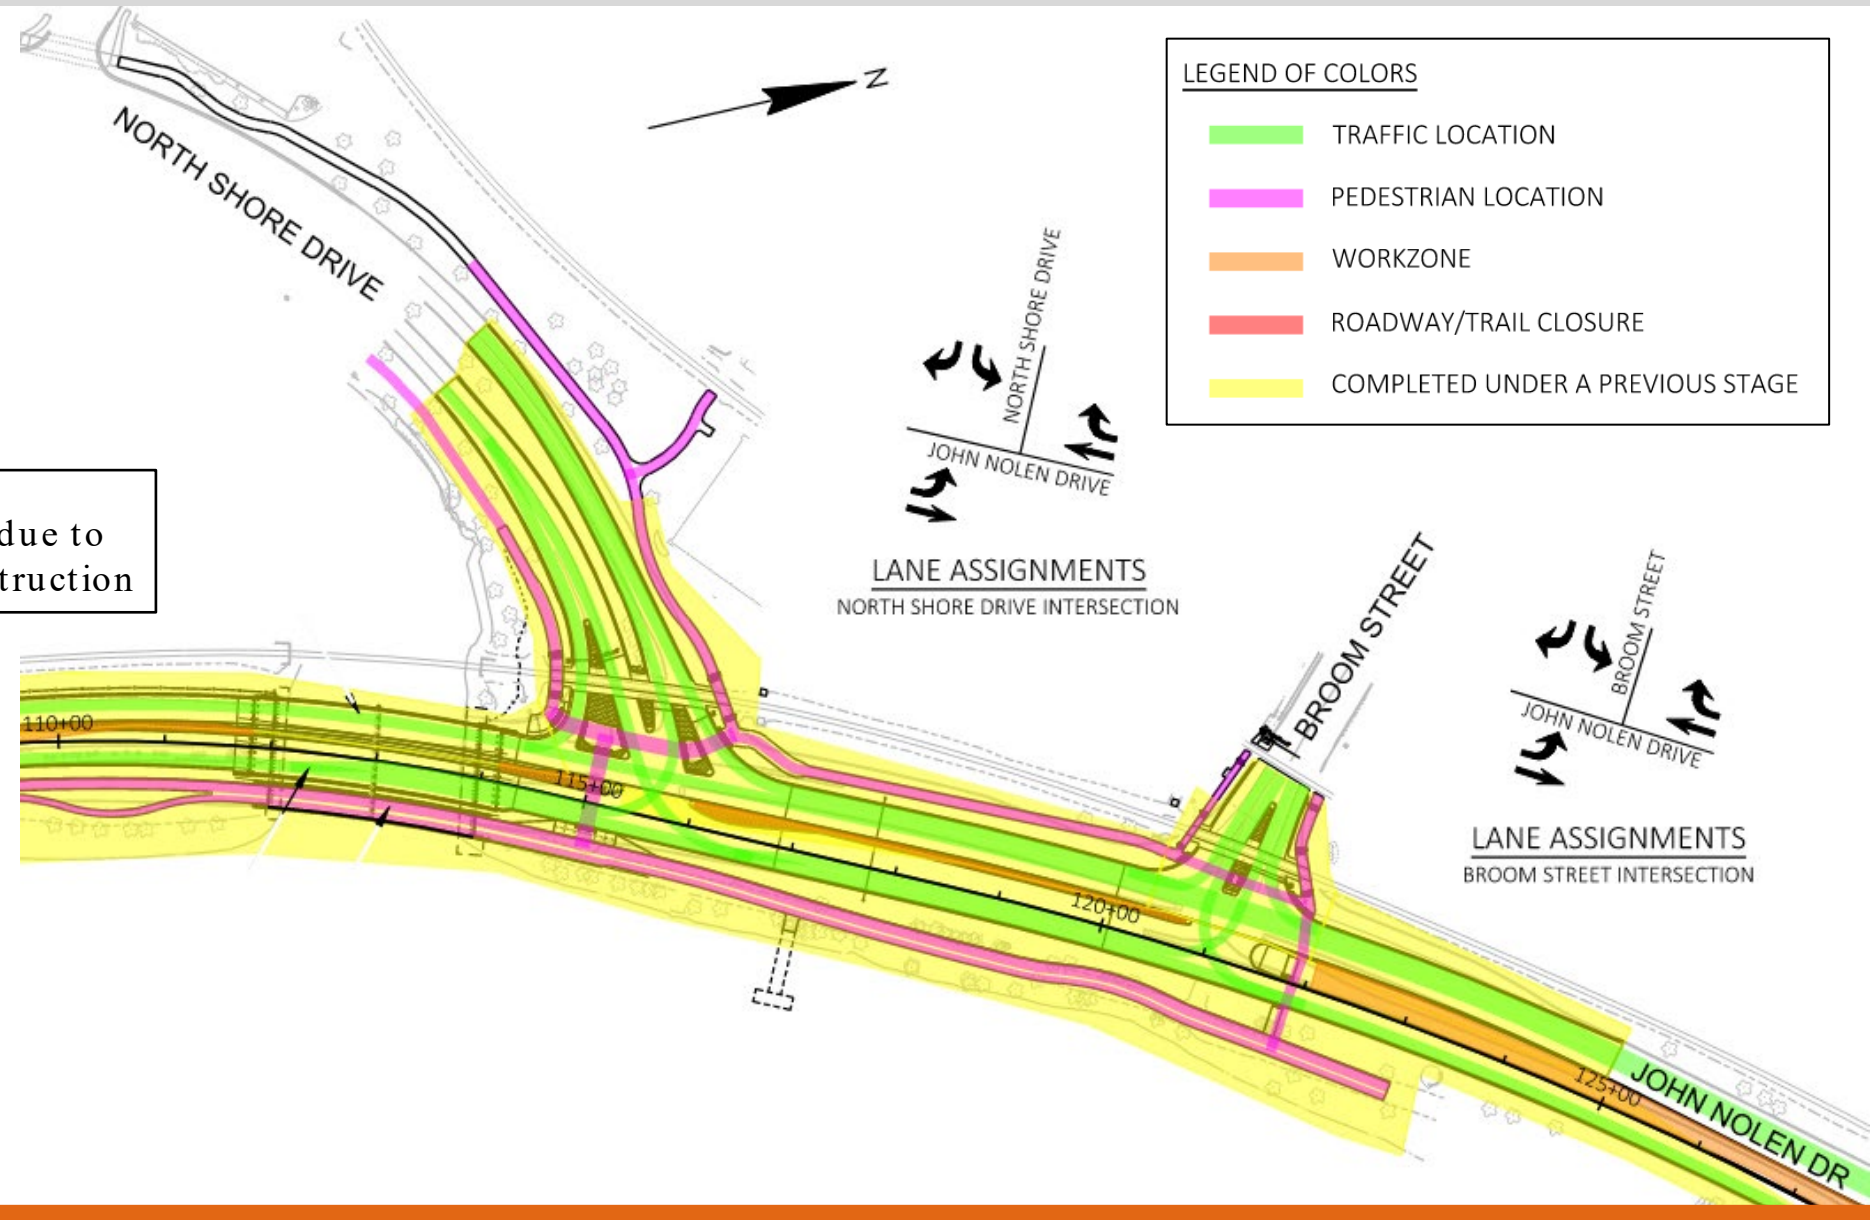 N
LEGEND OF COLORS
TRAFFIC LOCATION
PEDESTRIAN LOCATION
WORKZONE
ROADWAY/TRAIL CLOSURE
COMPLETED UNDER A PREVIOUS STAGE
NORTH SHORE DRIVE
NORTH SHORE DRIVE
JOHN NOLEN DRIVE
LANE ASSIGNMENTS
NORTH SHORE DRIVE INTERSECTION
due to
truction
BROOM STREET
BROOM STREET
JOHN NOLEN DRIVE
LANE ASSIGNMENTS
BROOM STREET INTERSECTION
110+00
115+00
120+00
125+00
JOHN NOLEN DR